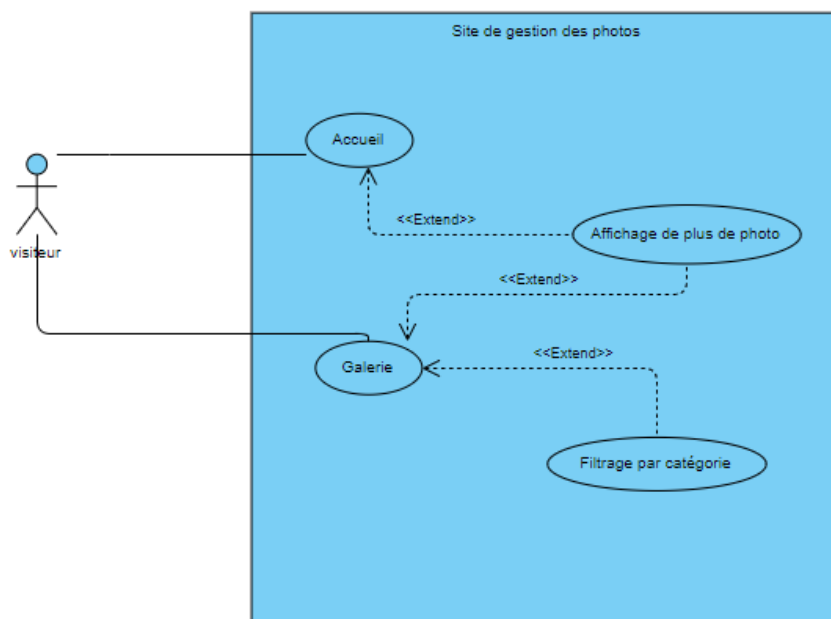 Site de gestion des photos
Accueil
<<Extend>>
Affichage de plus de photo
visiteur
<<Extend>>
<<Extend>>
Galerie
Filtrage par catégorie